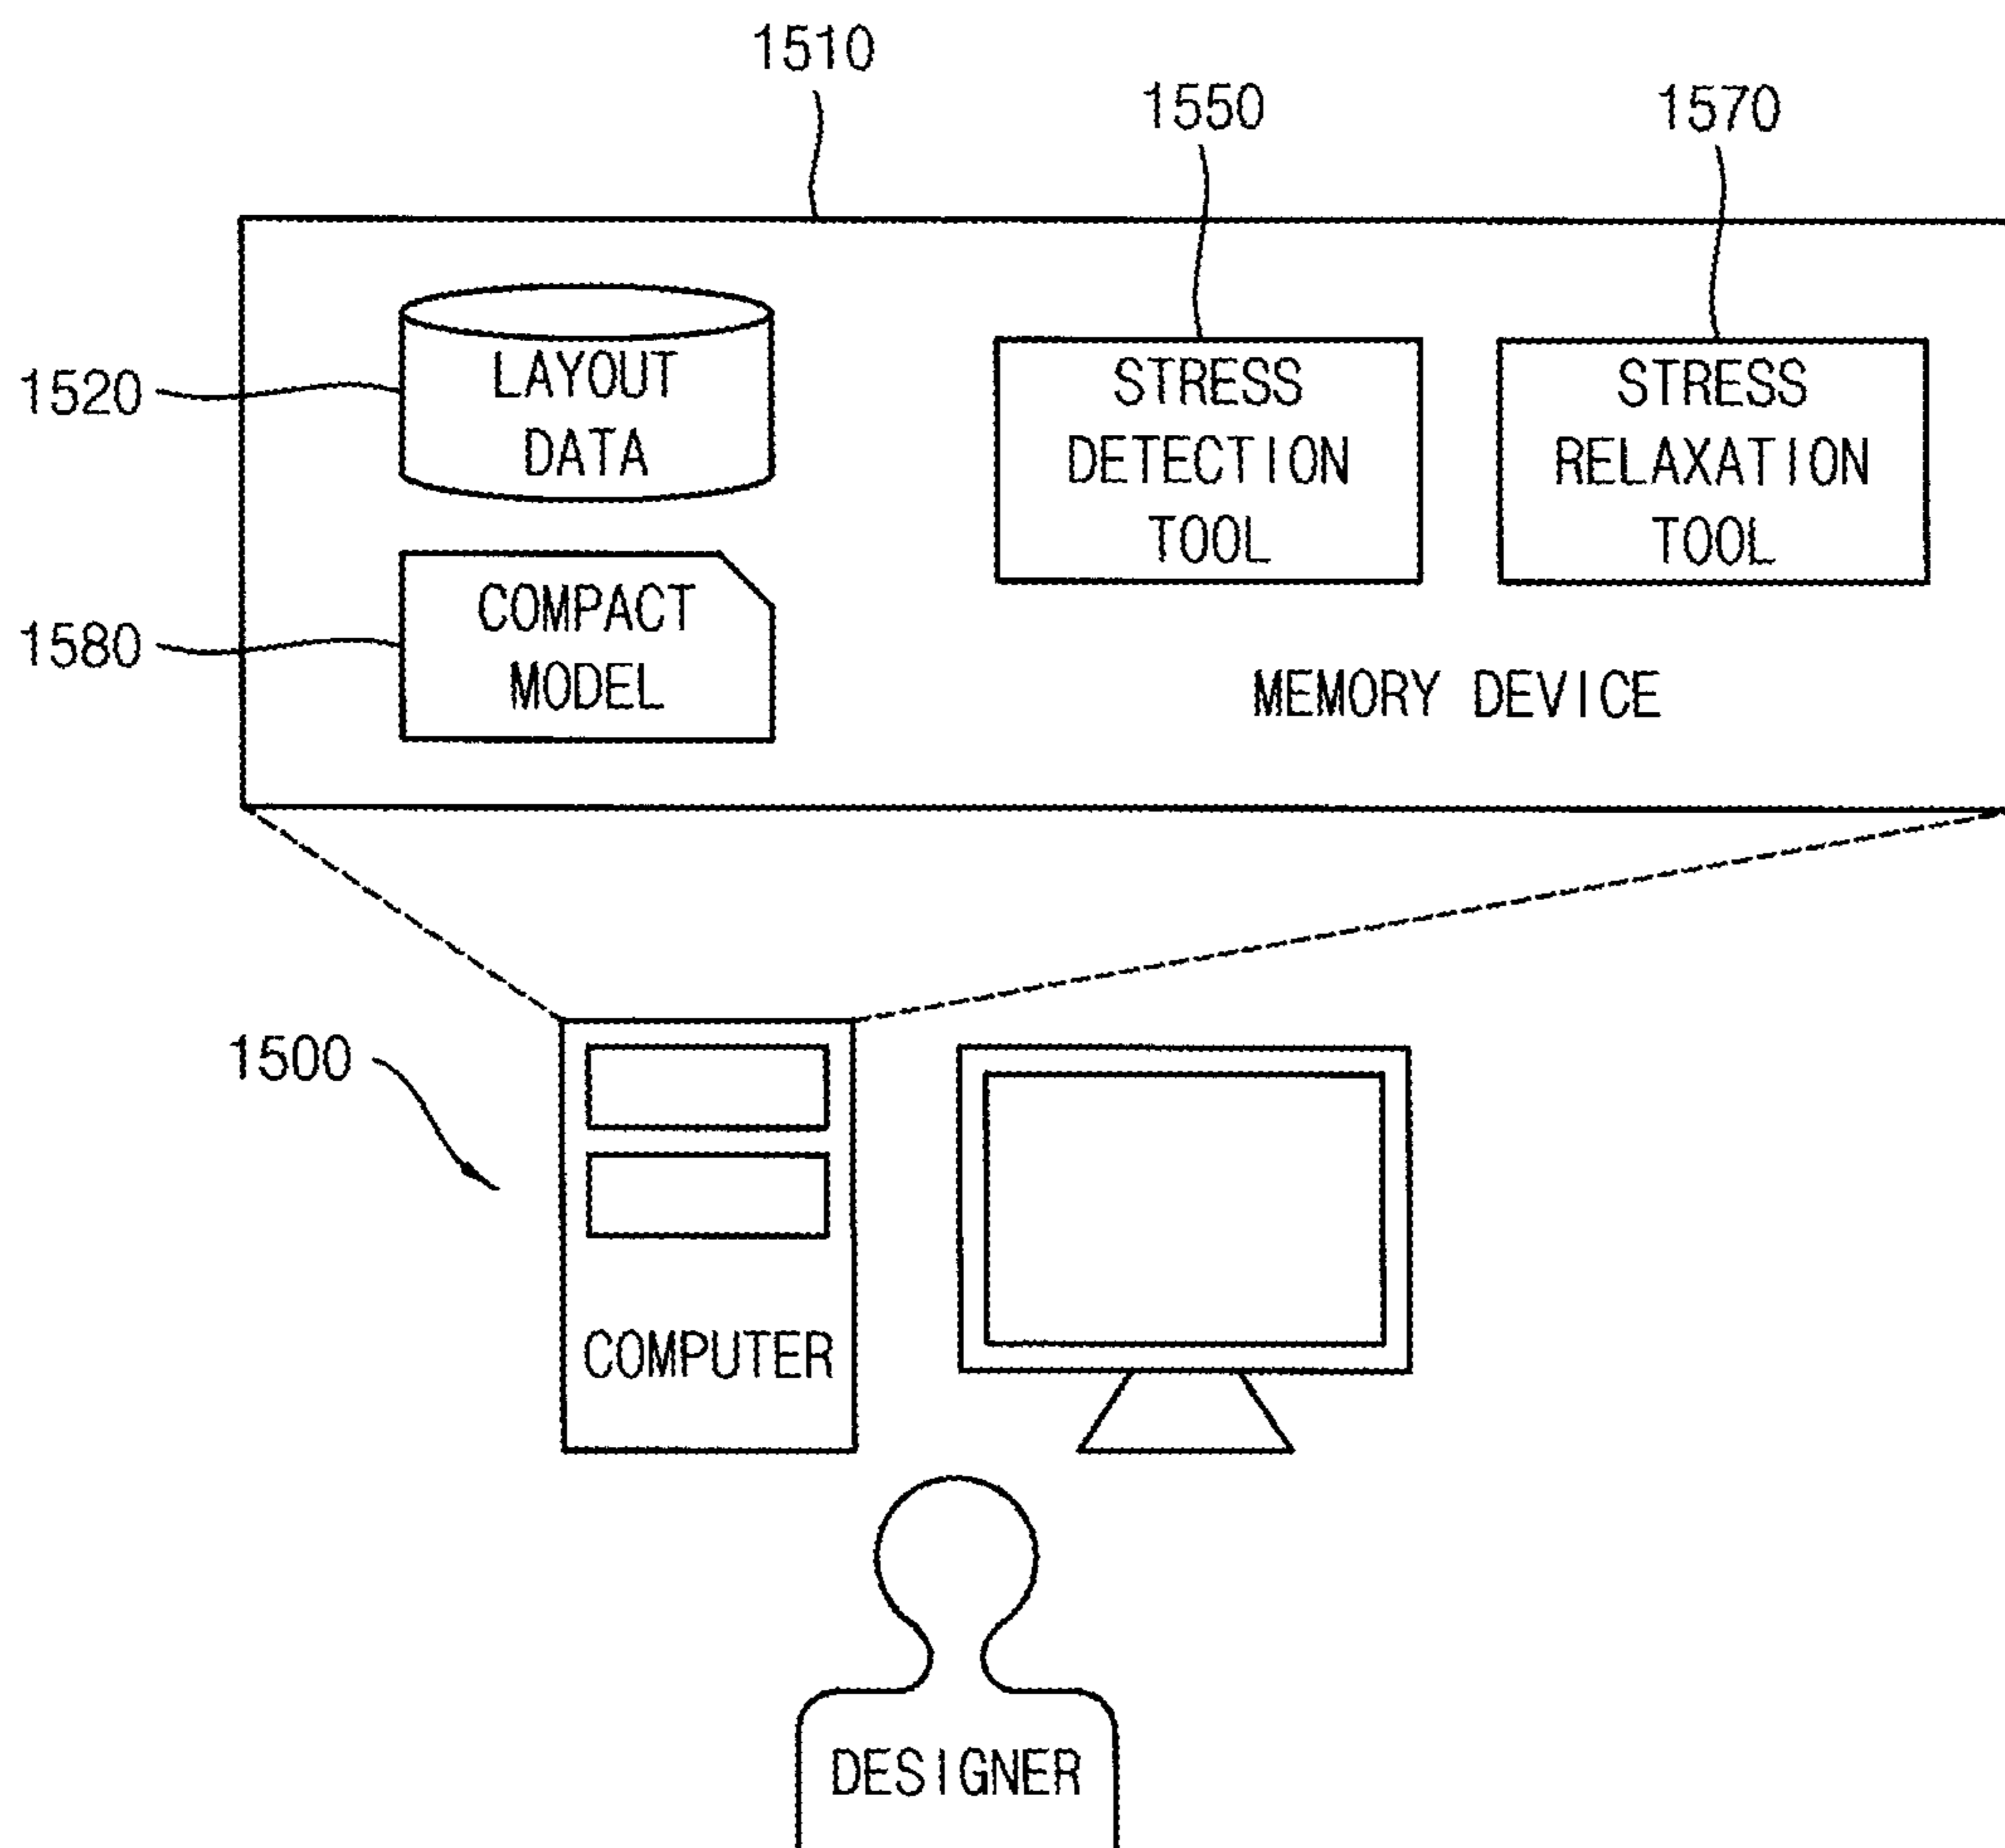 1510
1550
1570
1520
LAYOUT
DATA
STRESS
DETECTION
TOOL
STRESS
RELAXATION
TOOL
1580
COMPACT
MODEL
MEMORY DEVICE
1500
COMPUTER
DESIGNER